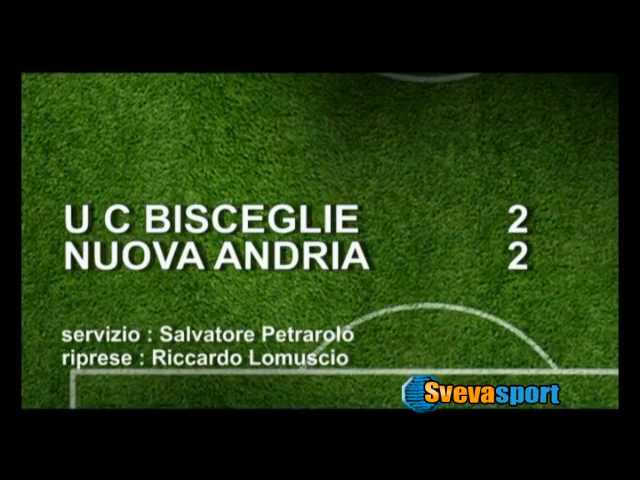 U C BISCEGLIE 2
NUOVA ANDRIA 2
servizio : Salvatore Petrarolo
riprese : Riccardo Lomuscio
Svevasport